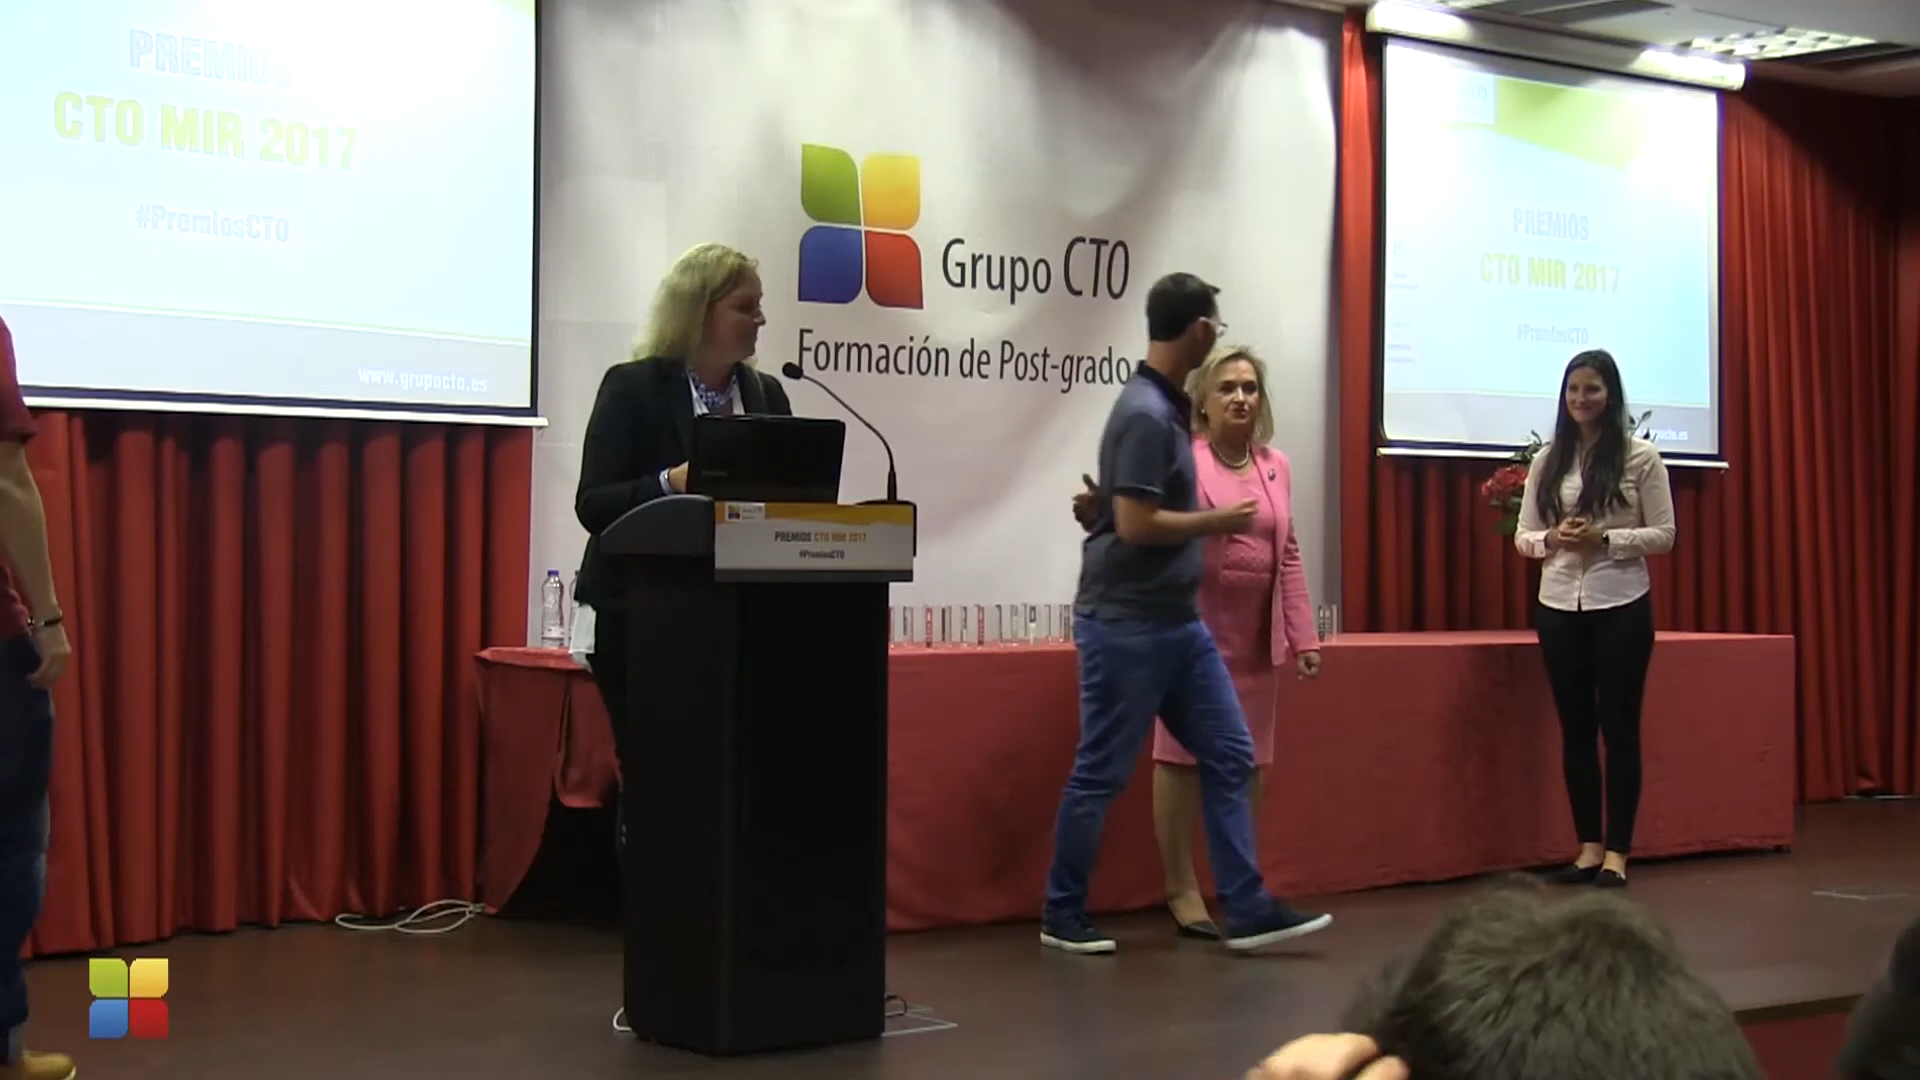 PREMIOS
CTO MIR 2017
#PremiosCTO
www.grupocto.es
Grupo CTO
Formación de Post-grado
PREMIOS
CTO MIR 2017
#PremiosCTO
PREMIOS CTO MIR 2017
#PremiosCTO